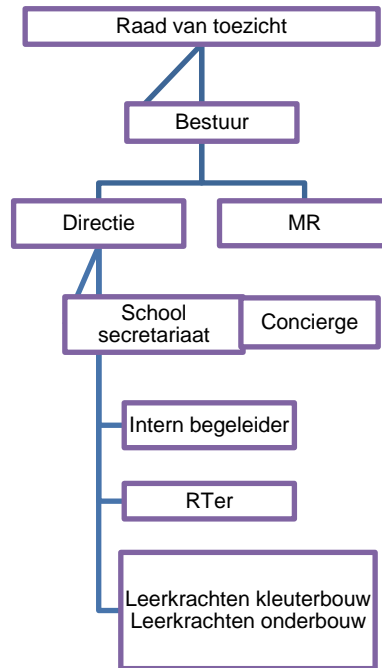 Raad van toezicht
Bestuur
Directie
MR
School
secretariaat
Concierge
Intern begeleider
RTer
Leerkrachten kleuterbouw
Leerkrachten onderbouw